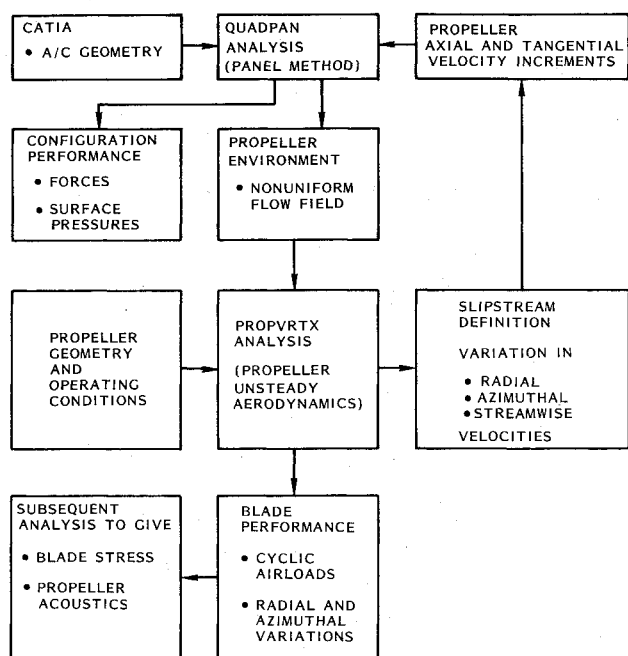 CATIA
• A/C GEOMETRY
QUADPAN
ANALYSIS
(PANEL METHOD)
PROPELLER
AXIAL AND TANGENTIAL
VELOCITY INCREMENTS
CONFIGURATION
PERFORMANCE
• FORCES
• SURFACE
PRESSURES
PROPELLER
ENVIRONMENT
• NONUNIFORM
FLOW FIELD
PROPELLER
GEOMETRY
AND
OPERATING
CONDITIONS
PROPVRTX
ANALYSIS
(PROPELLER
UNSTEADY
AERODYNAMICS)
SLIPSTREAM
DEFINITION
VARIATION IN
• RADIAL
• AZIMUTHAL
• STREAMWISE
VELOCITIES
SUBSEQUENT
ANALYSIS TO GIVE
• BLADE STRESS
• PROPELLER
ACOUSTICS
BLADE
PERFORMANCE
• CYCLIC
AIRLOADS
• RADIAL AND
AZIMUTHAL
VARIATIONS